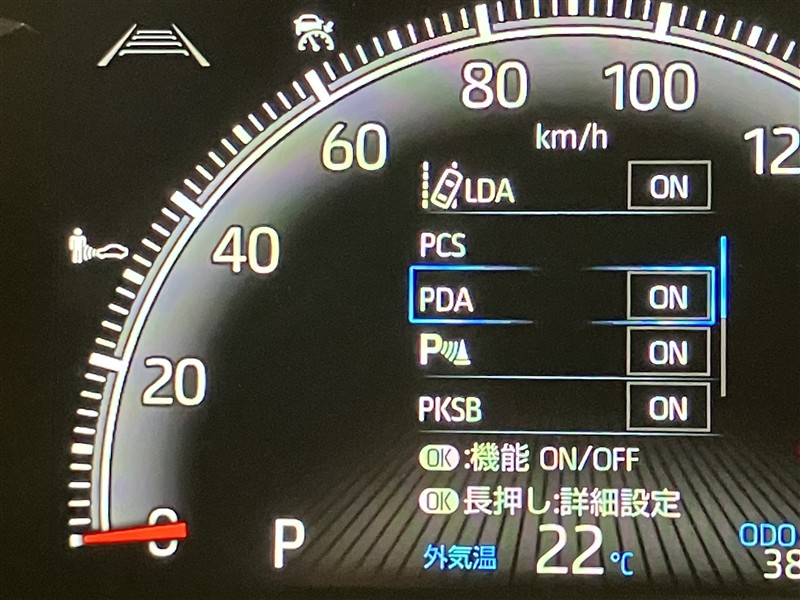 80
100
60
km/h
120
LDA ON
40
PCS
PDA ON
P ON
20
PKSB ON
OK:機能 ON/OFF
OK長押し:詳細設定
0
P
外気温 22℃
ODO
38